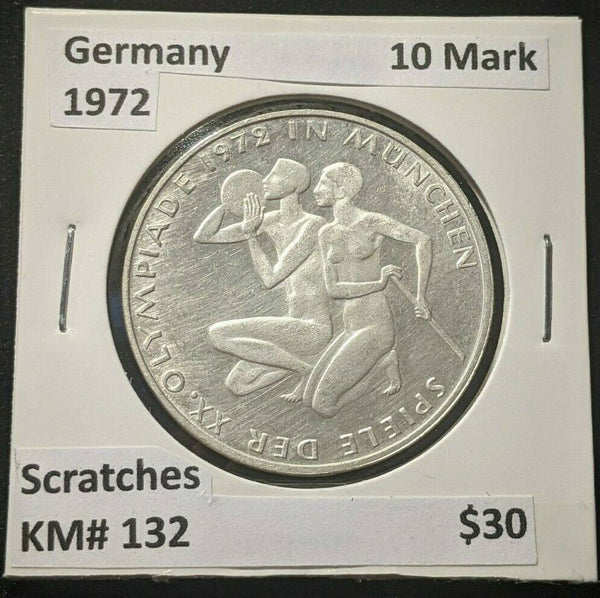 Germany 10 Mark
1972
SPIELE DER XX. OLYMPIADE 1972 IN MÜNCHEN
Scratches
KM# 132 $30